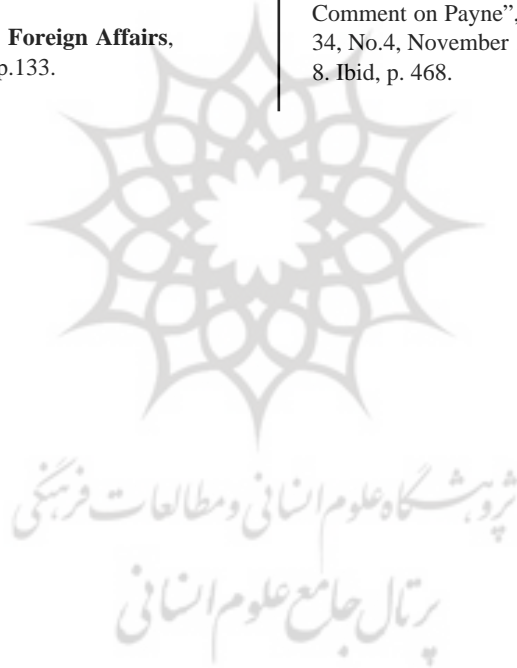 Foreign Affairs,
p.133.
Comment on Payne”,
34, No.4, November
8. Ibid, p. 468.
پژوهشگاه علوم انسانی و مطالعات فرهنگی
پرتال جامع علوم انسانی